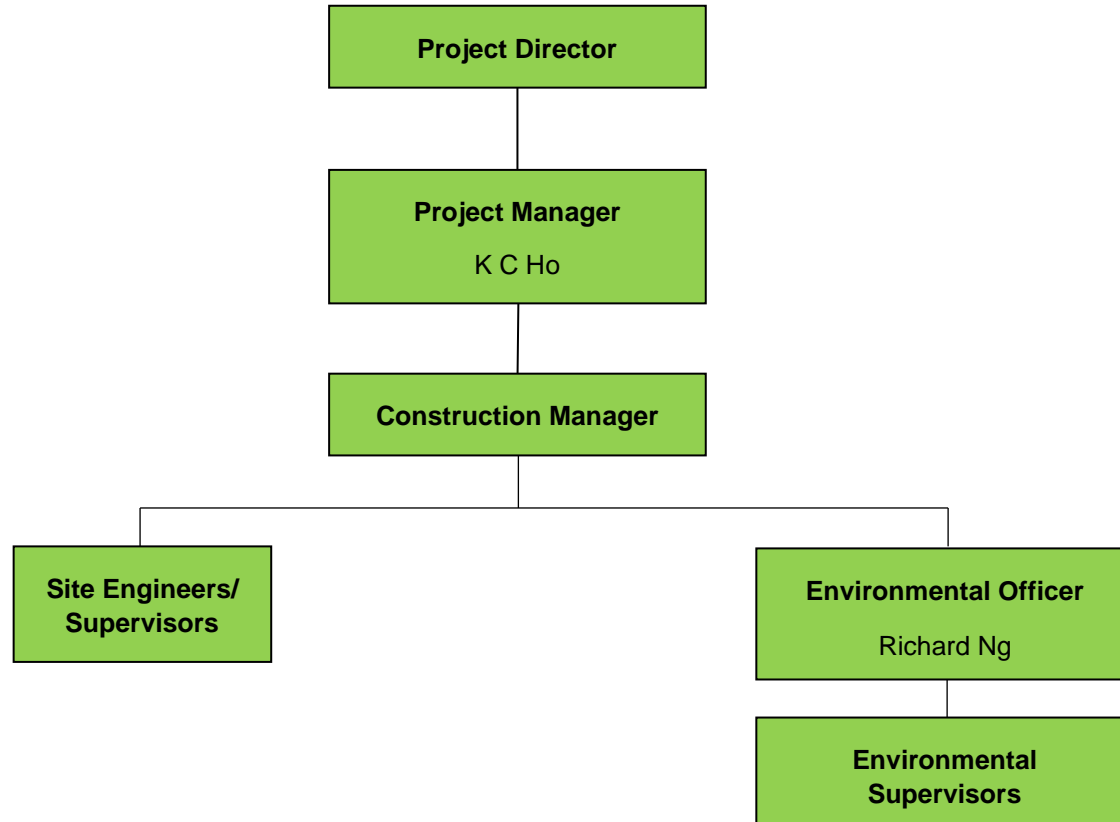 Project Director
Project Manager
K C Ho
Construction Manager
Site Engineers/
Supervisors
Environmental Officer
Richard Ng
Environmental
Supervisors